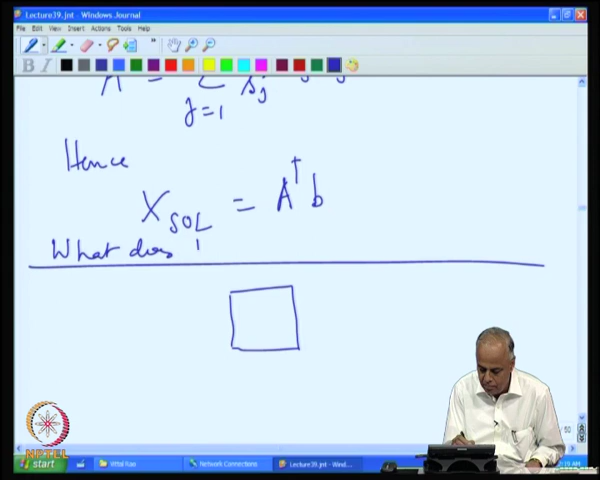 Lecture39.jnt - Windows Journal
File Edit View Insert Actions Tools Help
B I
j=1
Hence
X SOL = A† b
What does
NPTEL
start Vittal Rao Network Connections Lecture39.jnt - Wind...